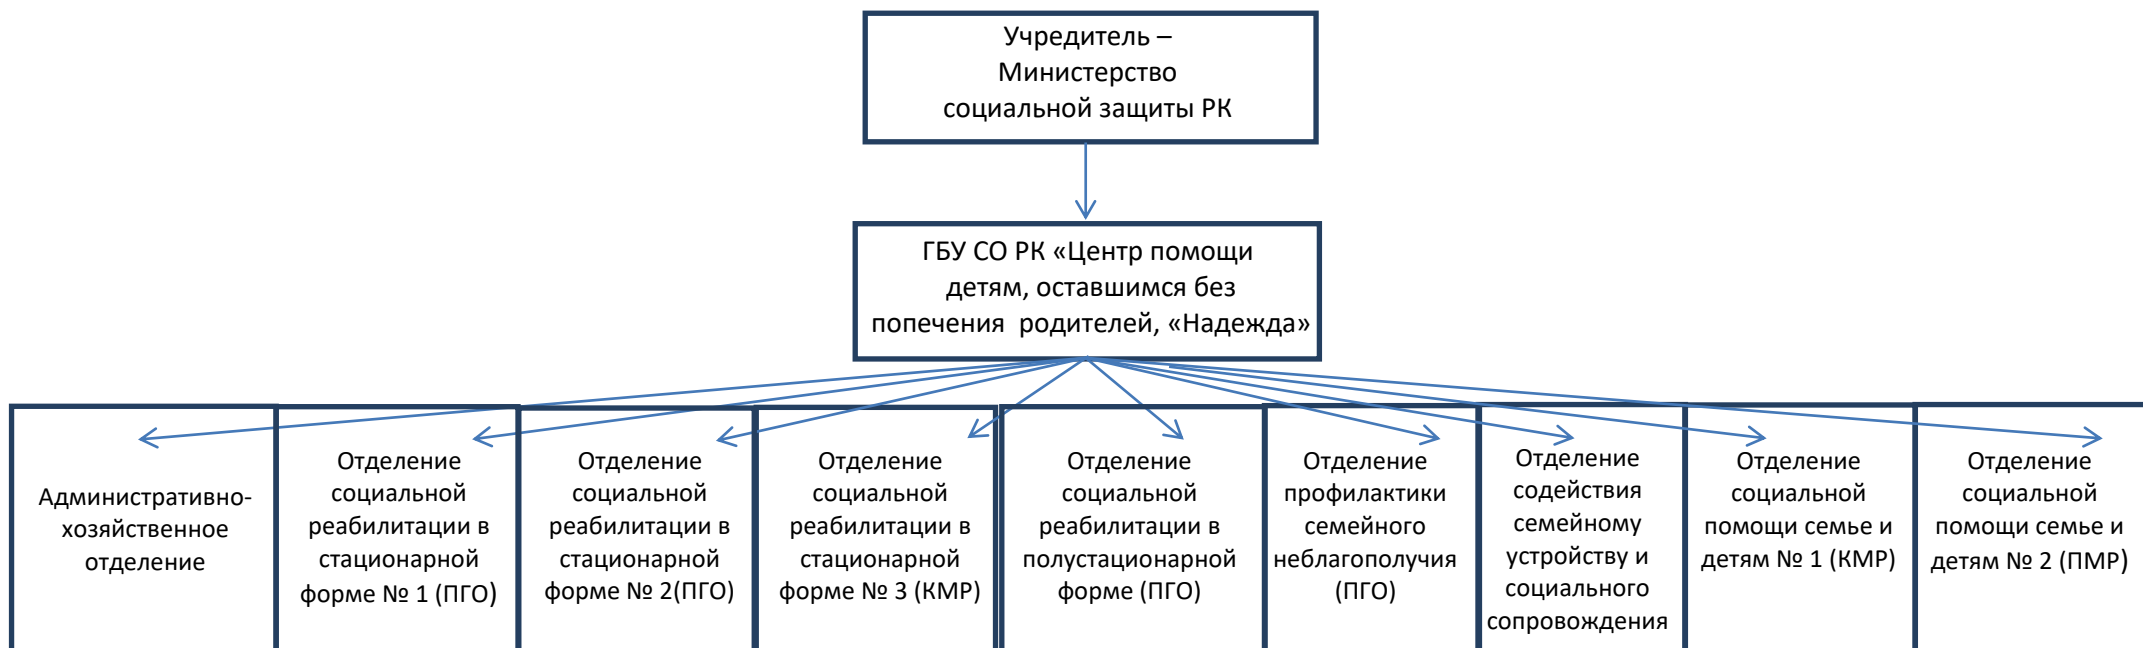 Учредитель –
Министерство
социальной защиты РК
ГБУ СО РК «Центр помощи
детям, оставшимся без
попечения  родителей, «Надежда»
Административно-
хозяйственное
отделение
Отделение
социальной
реабилитации в
стационарной
форме № 1 (ПГО)
Отделение
социальной
реабилитации в
стационарной
форме № 2(ПГО)
Отделение
социальной
реабилитации в
стационарной
форме № 3 (КМР)
Отделение
социальной
реабилитации в
полустационарной
форме (ПГО)
Отделение
профилактики
семейного
неблагополучия
(ПГО)
Отделение
содействия
семейному
устройству и
социального
сопровождения
Отделение
социальной
помощи семье и
детям № 1 (КМР)
Отделение
социальной
помощи семье и
детям № 2 (ПМР)